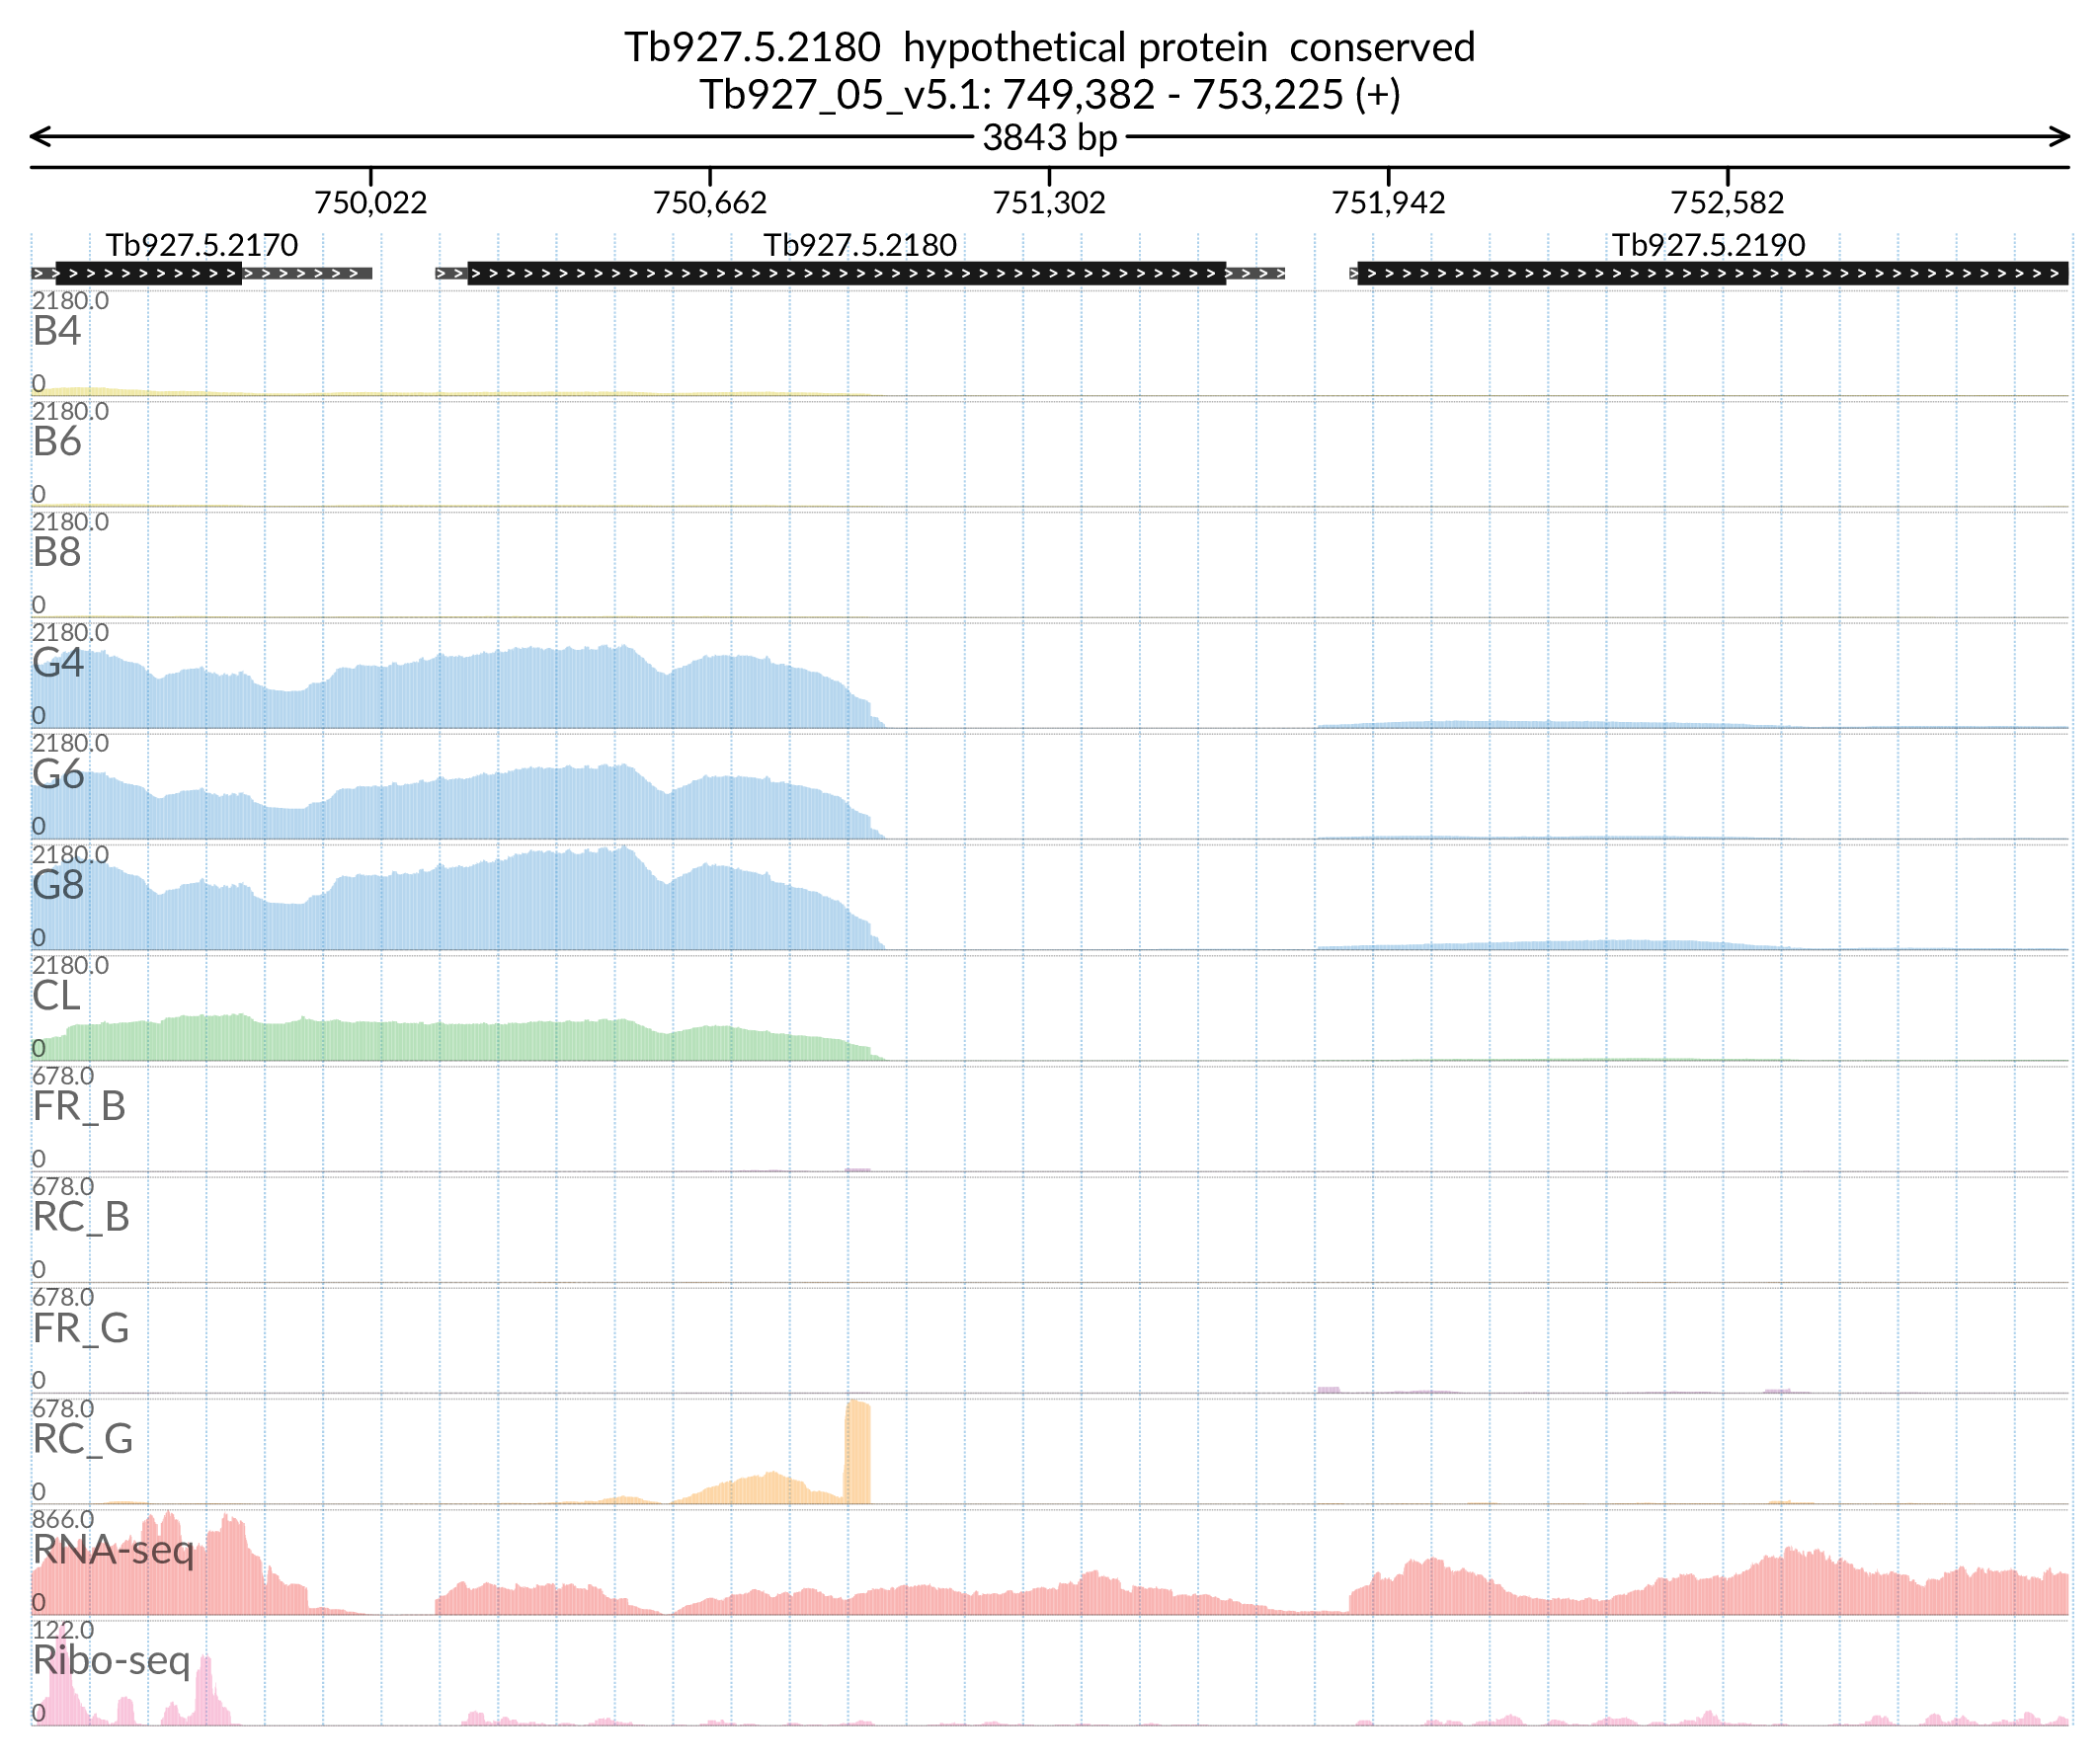 Tb927.5.2180 hypothetical protein conserved
Tb927_05_v5.1: 749,382 - 753,225 (+)
3843 bp
750,022 750,662 751,302 751,942 752,582
Tb927.5.2170 Tb927.5.2180 Tb927.5.2190
2180.0
B4
0
2180.0
B6
0
2180.0
B8
0
2180.0
G4
0
2180.0
G6
0
2180.0
G8
0
2180.0
CL
0
678.0
FR_B
0
678.0
RC_B
0
678.0
FR_G
0
678.0
RC_G
0
866.0
RNA-seq
0
122.0
Ribo-seq
0